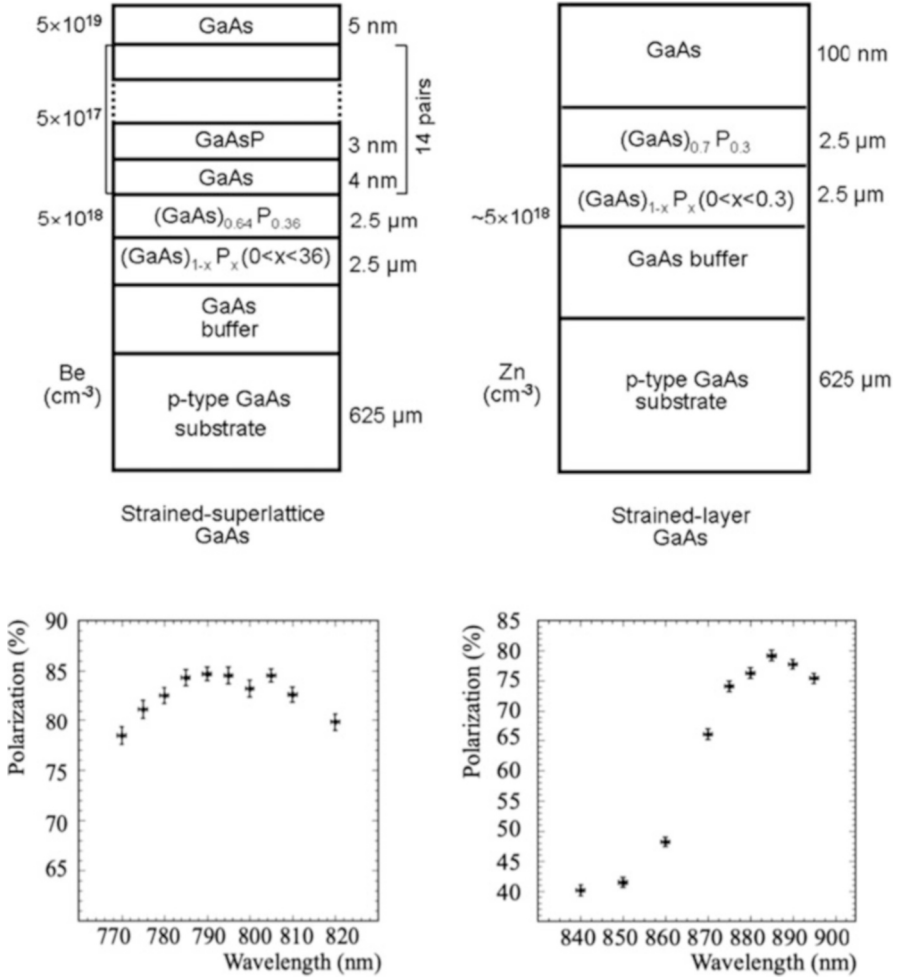 5×10¹⁹ GaAs 5 nm
5×10¹⁷
GaAsP 3 nm
GaAs 4 nm
14 pairs
5×10¹⁸ (GaAs)₀.₆₄ P₀.₃₆ 2.5 µm
(GaAs)₁₋ₓ Pₓ (0<x<36) 2.5 µm
GaAs
buffer
Be
(cm⁻³)
p-type GaAs
substrate
625 µm
Strained-superlattice
GaAs
GaAs 100 nm
(GaAs)₀.₇ P₀.₃ 2.5 µm
(GaAs)₁₋ₓ Pₓ (0<x<0.3) 2.5 µm
~5×10¹⁸
GaAs buffer
Zn
(cm⁻³)
p-type GaAs
substrate
625 µm
Strained-layer
GaAs
Polarization (%)
90
85
80
75
70
65
770 780 790 800 810 820
Wavelength (nm)
Polarization (%)
85
80
75
70
65
60
55
50
45
40
840 850 860 870 880 890 900
Wavelength (nm)